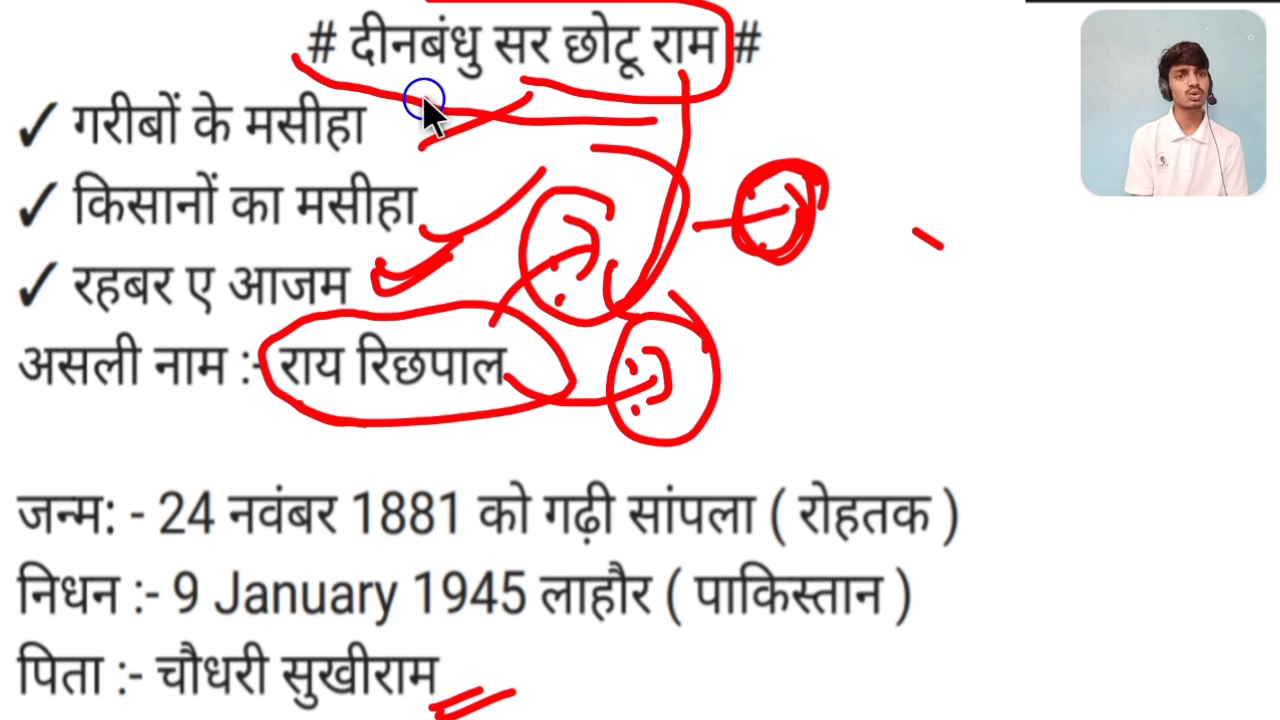 # दीनबंधु सर छोटू राम #
✓ गरीबों के मसीहा
✓ किसानों का मसीहा
✓ रहबर ए आजम
असली नाम :- राय रिछपाल
जन्म: - 24 नवंबर 1881 को गढ़ी सांपला ( रोहतक )
निधन :- 9 January 1945 लाहौर ( पाकिस्तान )
पिता :- चौधरी सुखीराम